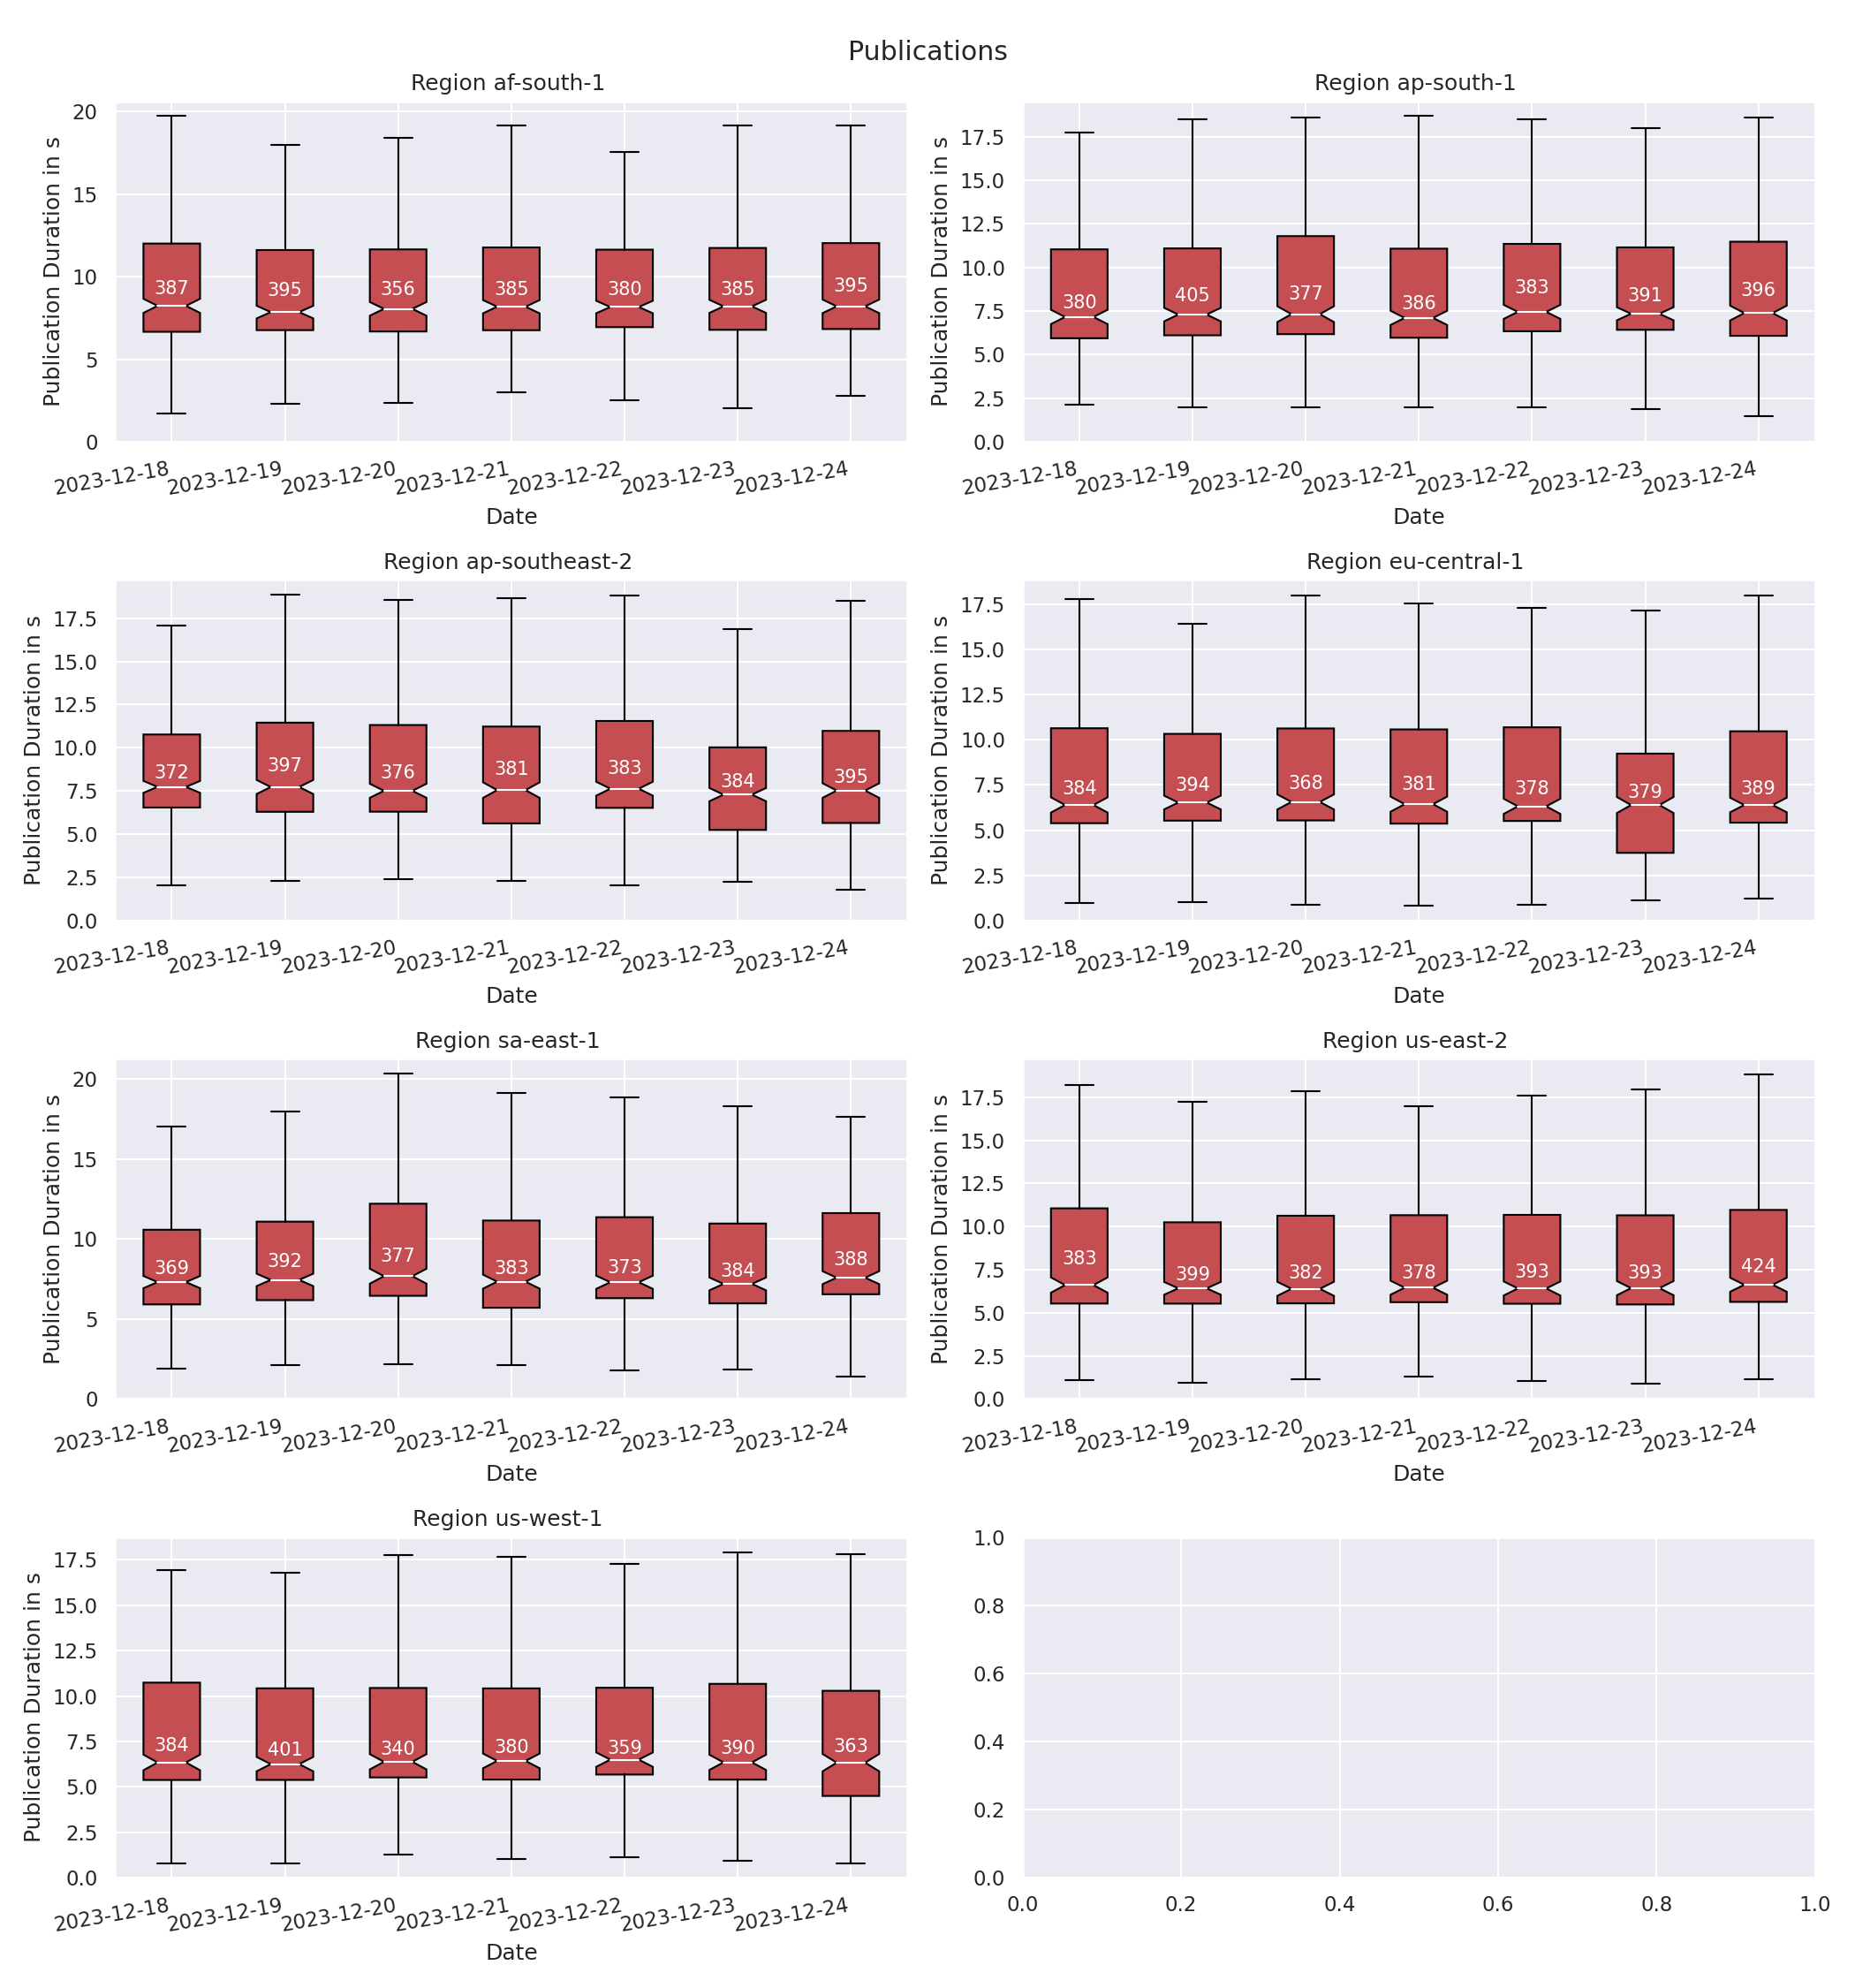 Publications
Region af-south-1
Publication Duration in s
20
15
10
5
0
387 395 356 385 380 385 395
2023-12-18 2023-12-19 2023-12-20 2023-12-21 2023-12-22 2023-12-23 2023-12-24
Date
Region ap-south-1
Publication Duration in s
17.5
15.0
12.5
10.0
7.5
5.0
2.5
0.0
380 405 377 386 383 391 396
2023-12-18 2023-12-19 2023-12-20 2023-12-21 2023-12-22 2023-12-23 2023-12-24
Date
Region ap-southeast-2
Publication Duration in s
17.5
15.0
12.5
10.0
7.5
5.0
2.5
0.0
372 397 376 381 383 384 395
2023-12-18 2023-12-19 2023-12-20 2023-12-21 2023-12-22 2023-12-23 2023-12-24
Date
Region eu-central-1
Publication Duration in s
17.5
15.0
12.5
10.0
7.5
5.0
2.5
0.0
384 394 368 381 378 379 389
2023-12-18 2023-12-19 2023-12-20 2023-12-21 2023-12-22 2023-12-23 2023-12-24
Date
Region sa-east-1
Publication Duration in s
20
15
10
5
0
369 392 377 383 373 384 388
2023-12-18 2023-12-19 2023-12-20 2023-12-21 2023-12-22 2023-12-23 2023-12-24
Date
Region us-east-2
Publication Duration in s
17.5
15.0
12.5
10.0
7.5
5.0
2.5
0.0
383 399 382 378 393 393 424
2023-12-18 2023-12-19 2023-12-20 2023-12-21 2023-12-22 2023-12-23 2023-12-24
Date
Region us-west-1
Publication Duration in s
17.5
15.0
12.5
10.0
7.5
5.0
2.5
0.0
384 401 340 380 359 390 363
2023-12-18 2023-12-19 2023-12-20 2023-12-21 2023-12-22 2023-12-23 2023-12-24
Date
1.0
0.8
0.6
0.4
0.2
0.0
0.0 0.2 0.4 0.6 0.8 1.0